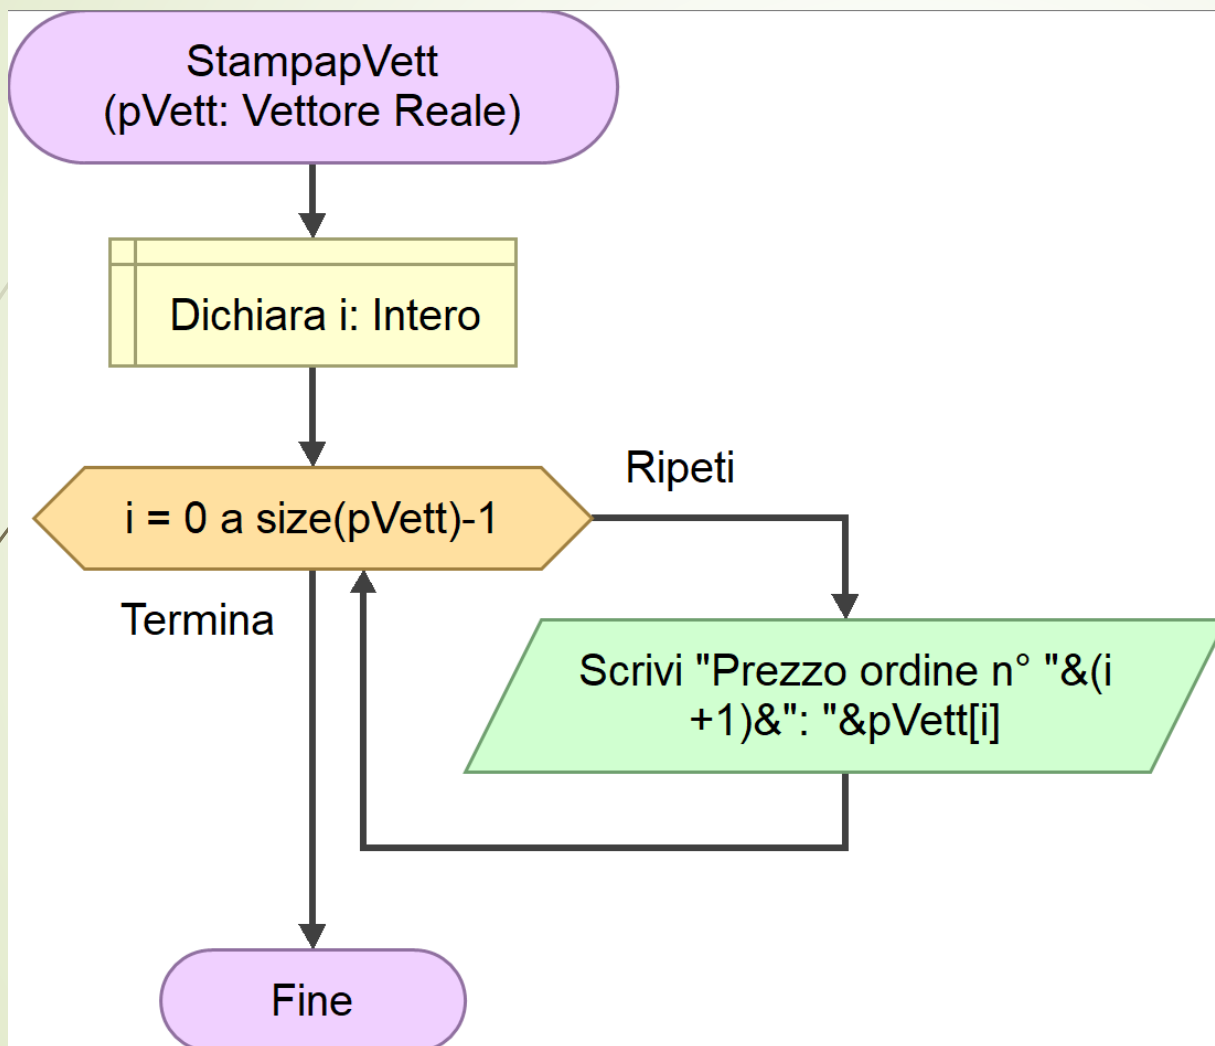 StampapVett
(pVett: Vettore Reale)
Dichiara i: Intero
i = 0 a size(pVett)-1
Ripeti
Termina
Scrivi "Prezzo ordine n° "&(i
+1)&": "&pVett[i]
Fine